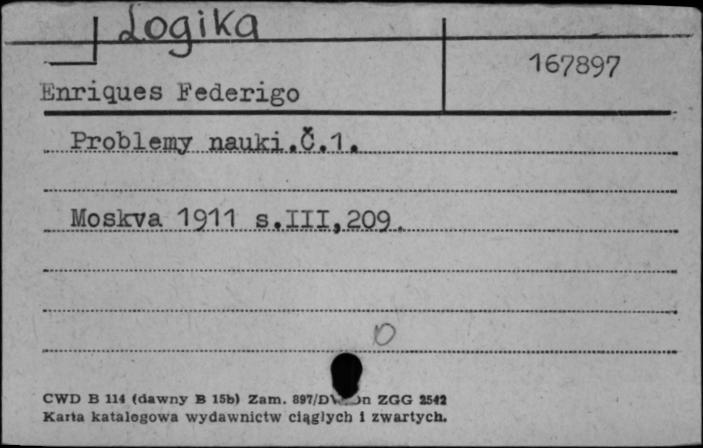 Logika
167897
Enriques Federigo
Problemy nauki.Č.1.
Moskva 1911 s.III,209.
CWD B 114 (dawny B 15b) Zam. 897/ ZGG 2542
Karta katalogowa wydawnictw ciągłych i zwartych.